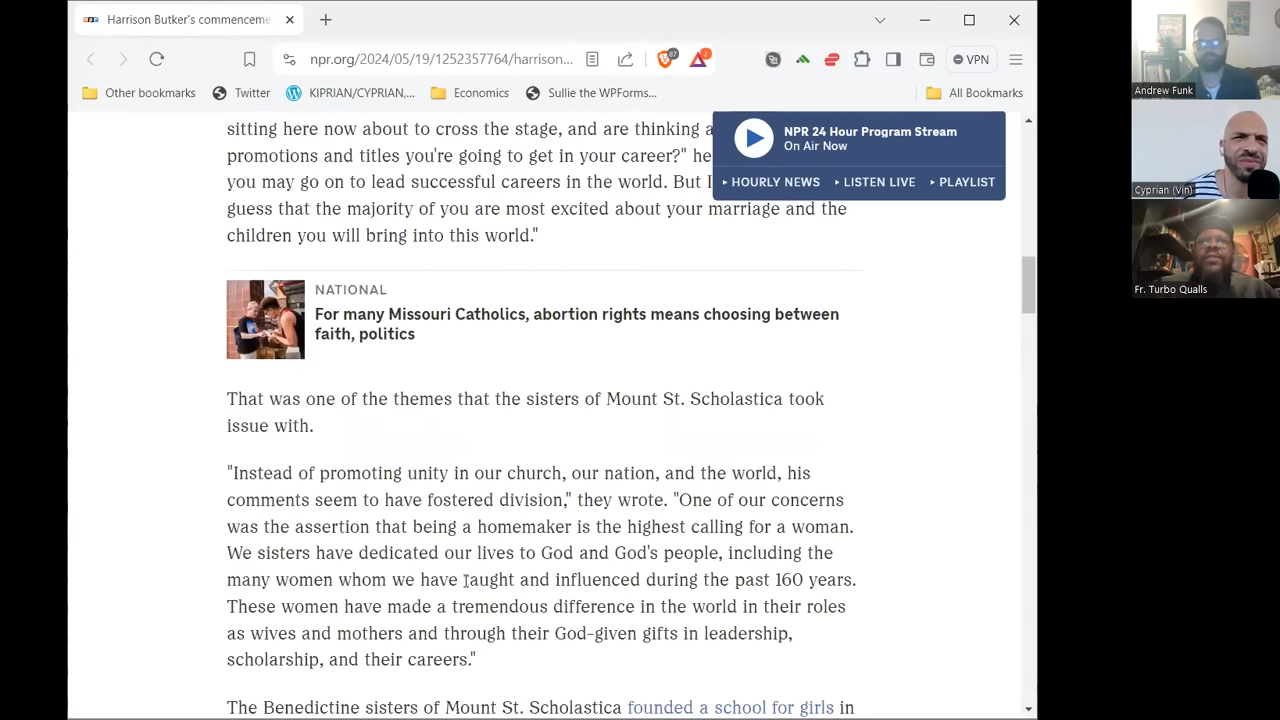 Harrison Butker's commenceme
npr.org/2024/05/19/1252357764/harrison...
87
2
VPN
Other bookmarks
Twitter
KIPRIAN/CYPRIAN,...
Economics
Sullie the WPForms...
All Bookmarks
sitting here now about to cross the stage, and are thinking a
promotions and titles you're going to get in your career?" he
you may go on to lead successful careers in the world. But I
guess that the majority of you are most excited about your marriage and the
children you will bring into this world."
NPR 24 Hour Program Stream
On Air Now
HOURLY NEWS
LISTEN LIVE
PLAYLIST
NATIONAL
For many Missouri Catholics, abortion rights means choosing between
faith, politics
That was one of the themes that the sisters of Mount St. Scholastica took
issue with.
"Instead of promoting unity in our church, our nation, and the world, his
comments seem to have fostered division," they wrote. "One of our concerns
was the assertion that being a homemaker is the highest calling for a woman.
We sisters have dedicated our lives to God and God's people, including the
many women whom we have taught and influenced during the past 160 years.
These women have made a tremendous difference in the world in their roles
as wives and mothers and through their God-given gifts in leadership,
scholarship, and their careers."
The Benedictine sisters of Mount St. Scholastica founded a school for girls in
Andrew Funk
Cyprian (Vin)
Fr. Turbo Qualls